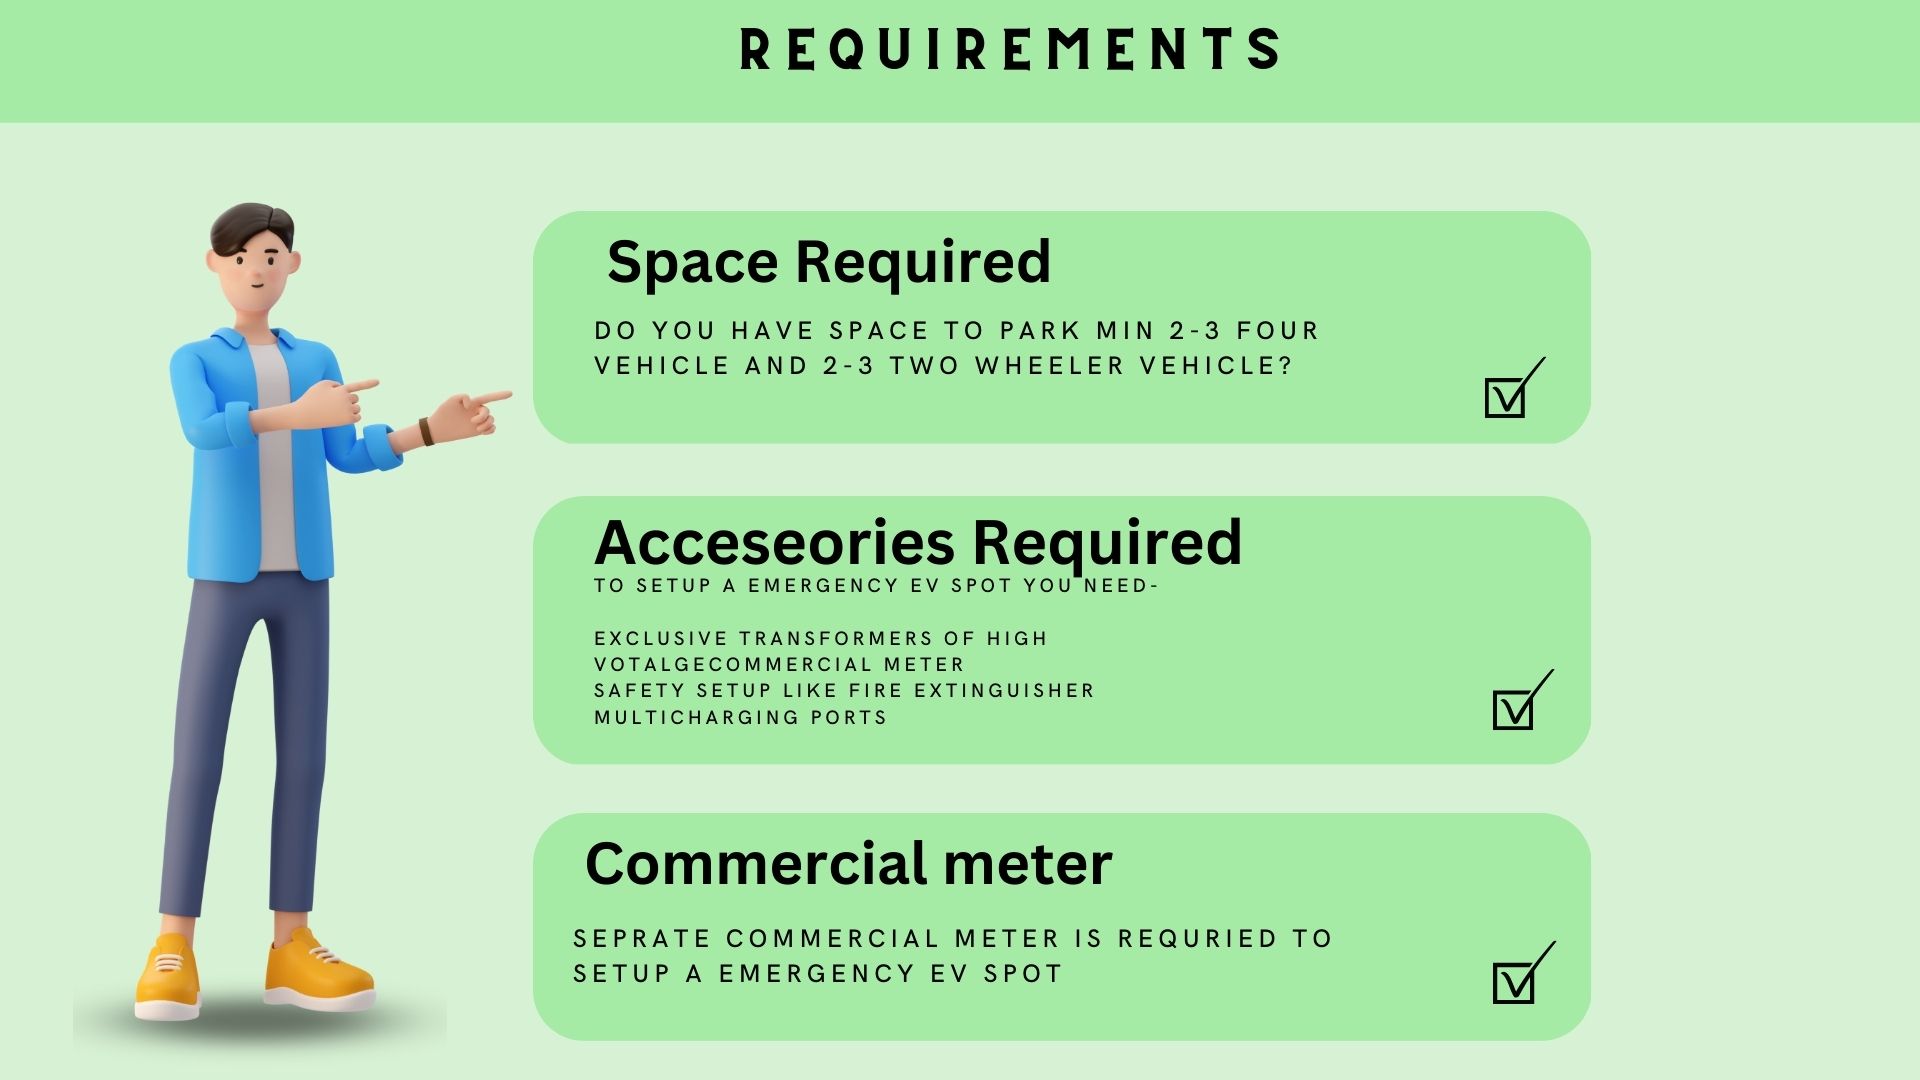 REQUIREMENTS
Space Required
DO YOU HAVE SPACE TO PARK MIN 2-3 FOUR
VEHICLE AND 2-3 TWO WHEELER VEHICLE?
Acceseories Required
TO SETUP A EMERGENCY EV SPOT YOU NEED-
EXCLUSIVE TRANSFORMERS OF HIGH
VOTALGECOMMERCIAL METER
SAFETY SETUP LIKE FIRE EXTINGUISHER
MULTICHARGING PORTS
Commercial meter
SEPRATE COMMERCIAL METER IS REQURIED TO
SETUP A EMERGENCY EV SPOT